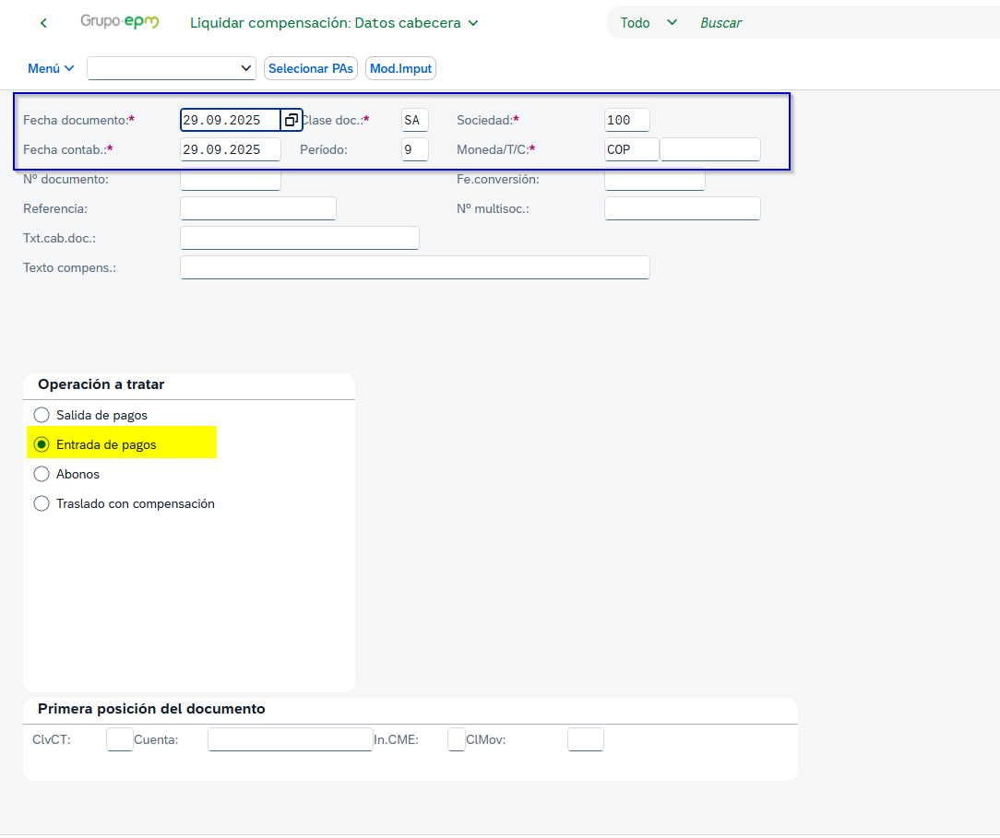 Grupo·epm Liquidar compensación: Datos cabecera Todo Buscar
Menú Selecionar PAs Mod.Imput
Fecha documento:* 29.09.2025 Clase doc.:* SA Sociedad:* 100
Fecha contab.:* 29.09.2025 Período: 9 Moneda/T/C:* COP
Nº documento: Fe.conversión:
Referencia: Nº multisoc.:
Txt.cab.doc.:
Texto compens.:
Operación a tratar
Salida de pagos
Entrada de pagos
Abonos
Traslado con compensación
Primera posición del documento
ClvCT: Cuenta: In.CME: ClMov: